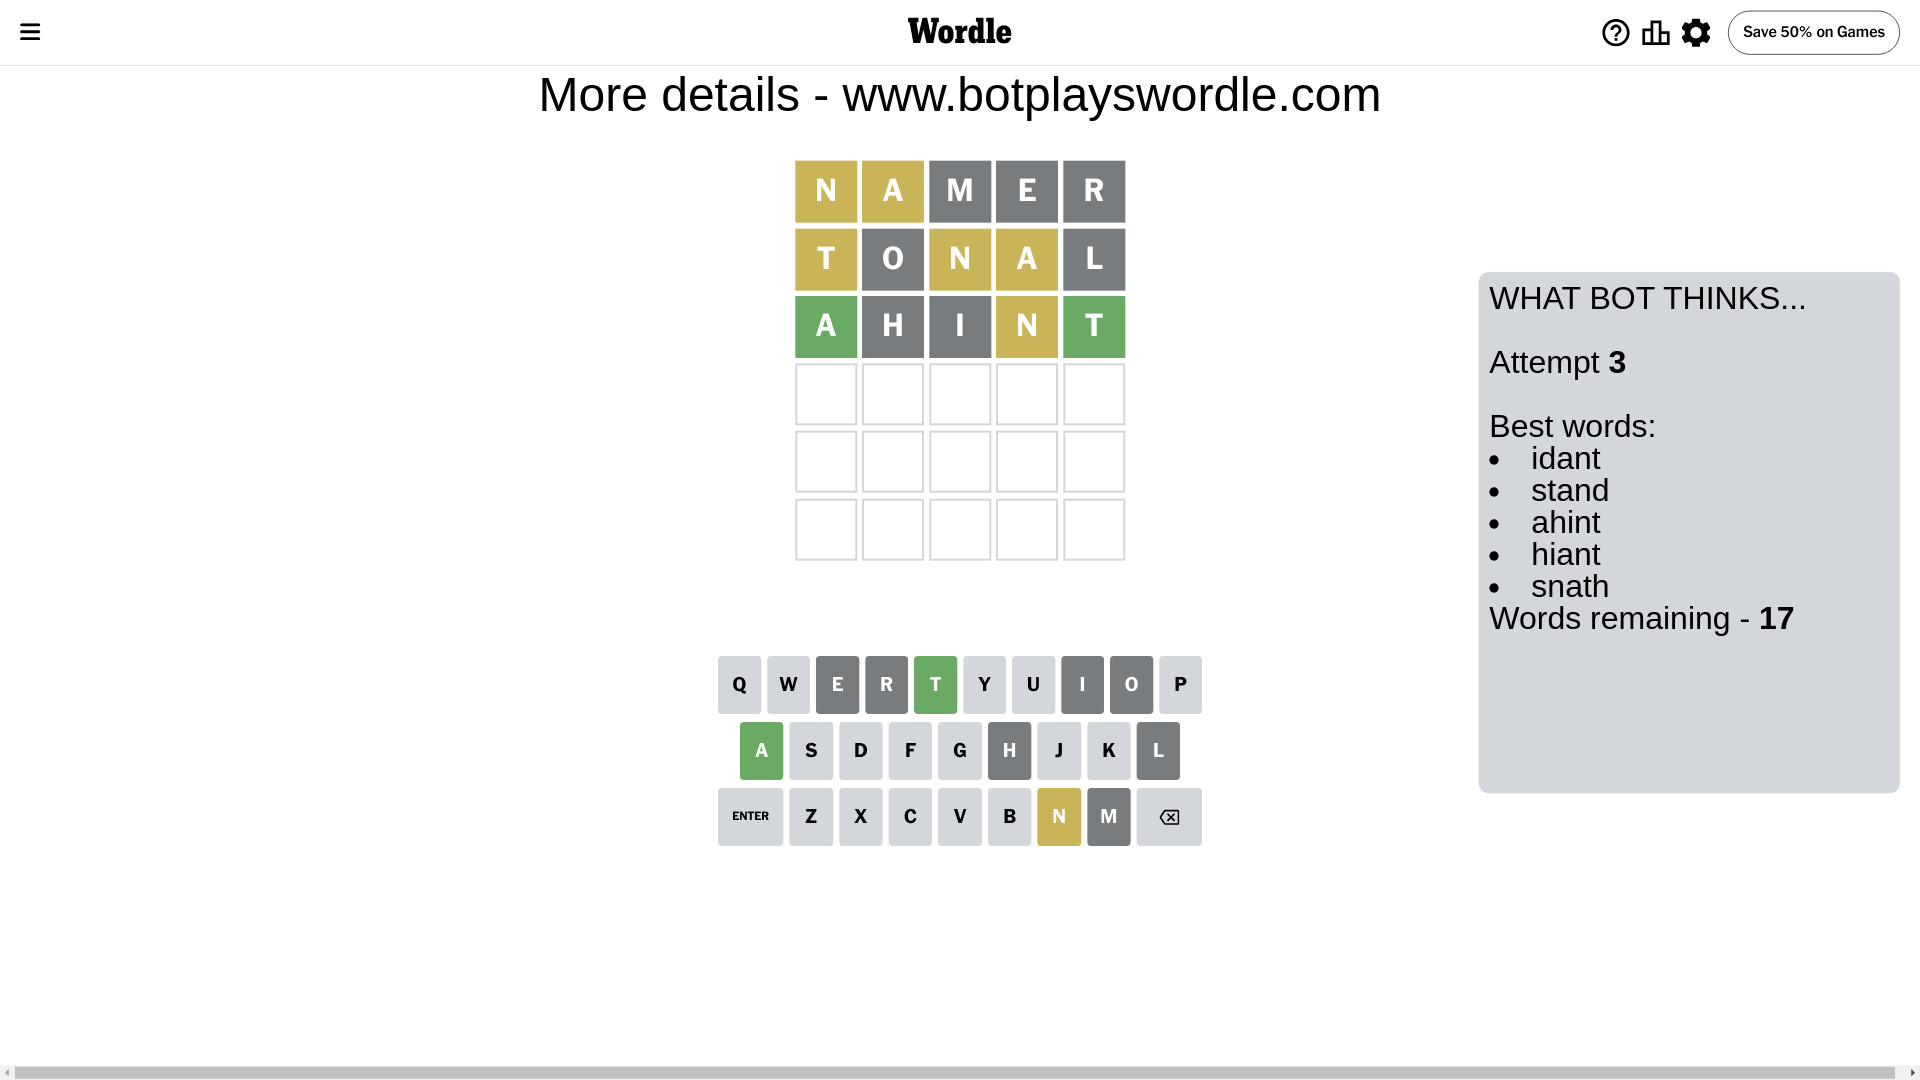 Wordle
Save 50% on Games
More details - www.botplayswordle.com
N A M E R
T O N A L
A H I N T
WHAT BOT THINKS...
Attempt 3
Best words:
• idant
• stand
• ahint
• hiant
• snath
Words remaining - 17
Q W E R T Y U I O P
A S D F G H J K L
ENTER Z X C V B N M